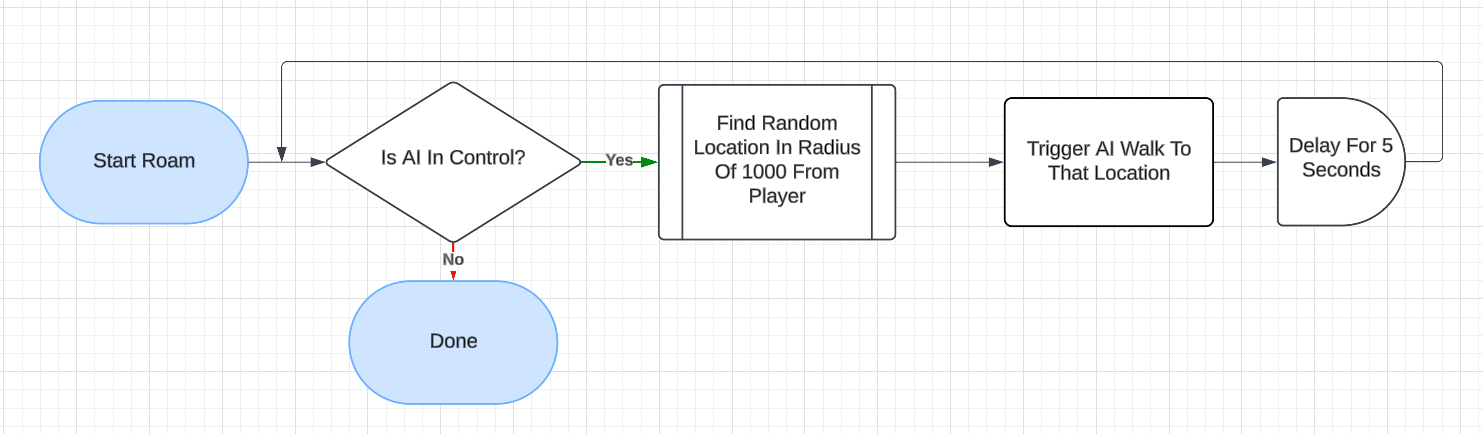 Start Roam
Is AI In Control?
Yes
Find Random
Location In Radius
Of 1000 From
Player
Trigger AI Walk To
That Location
Delay For 5
Seconds
No
Done